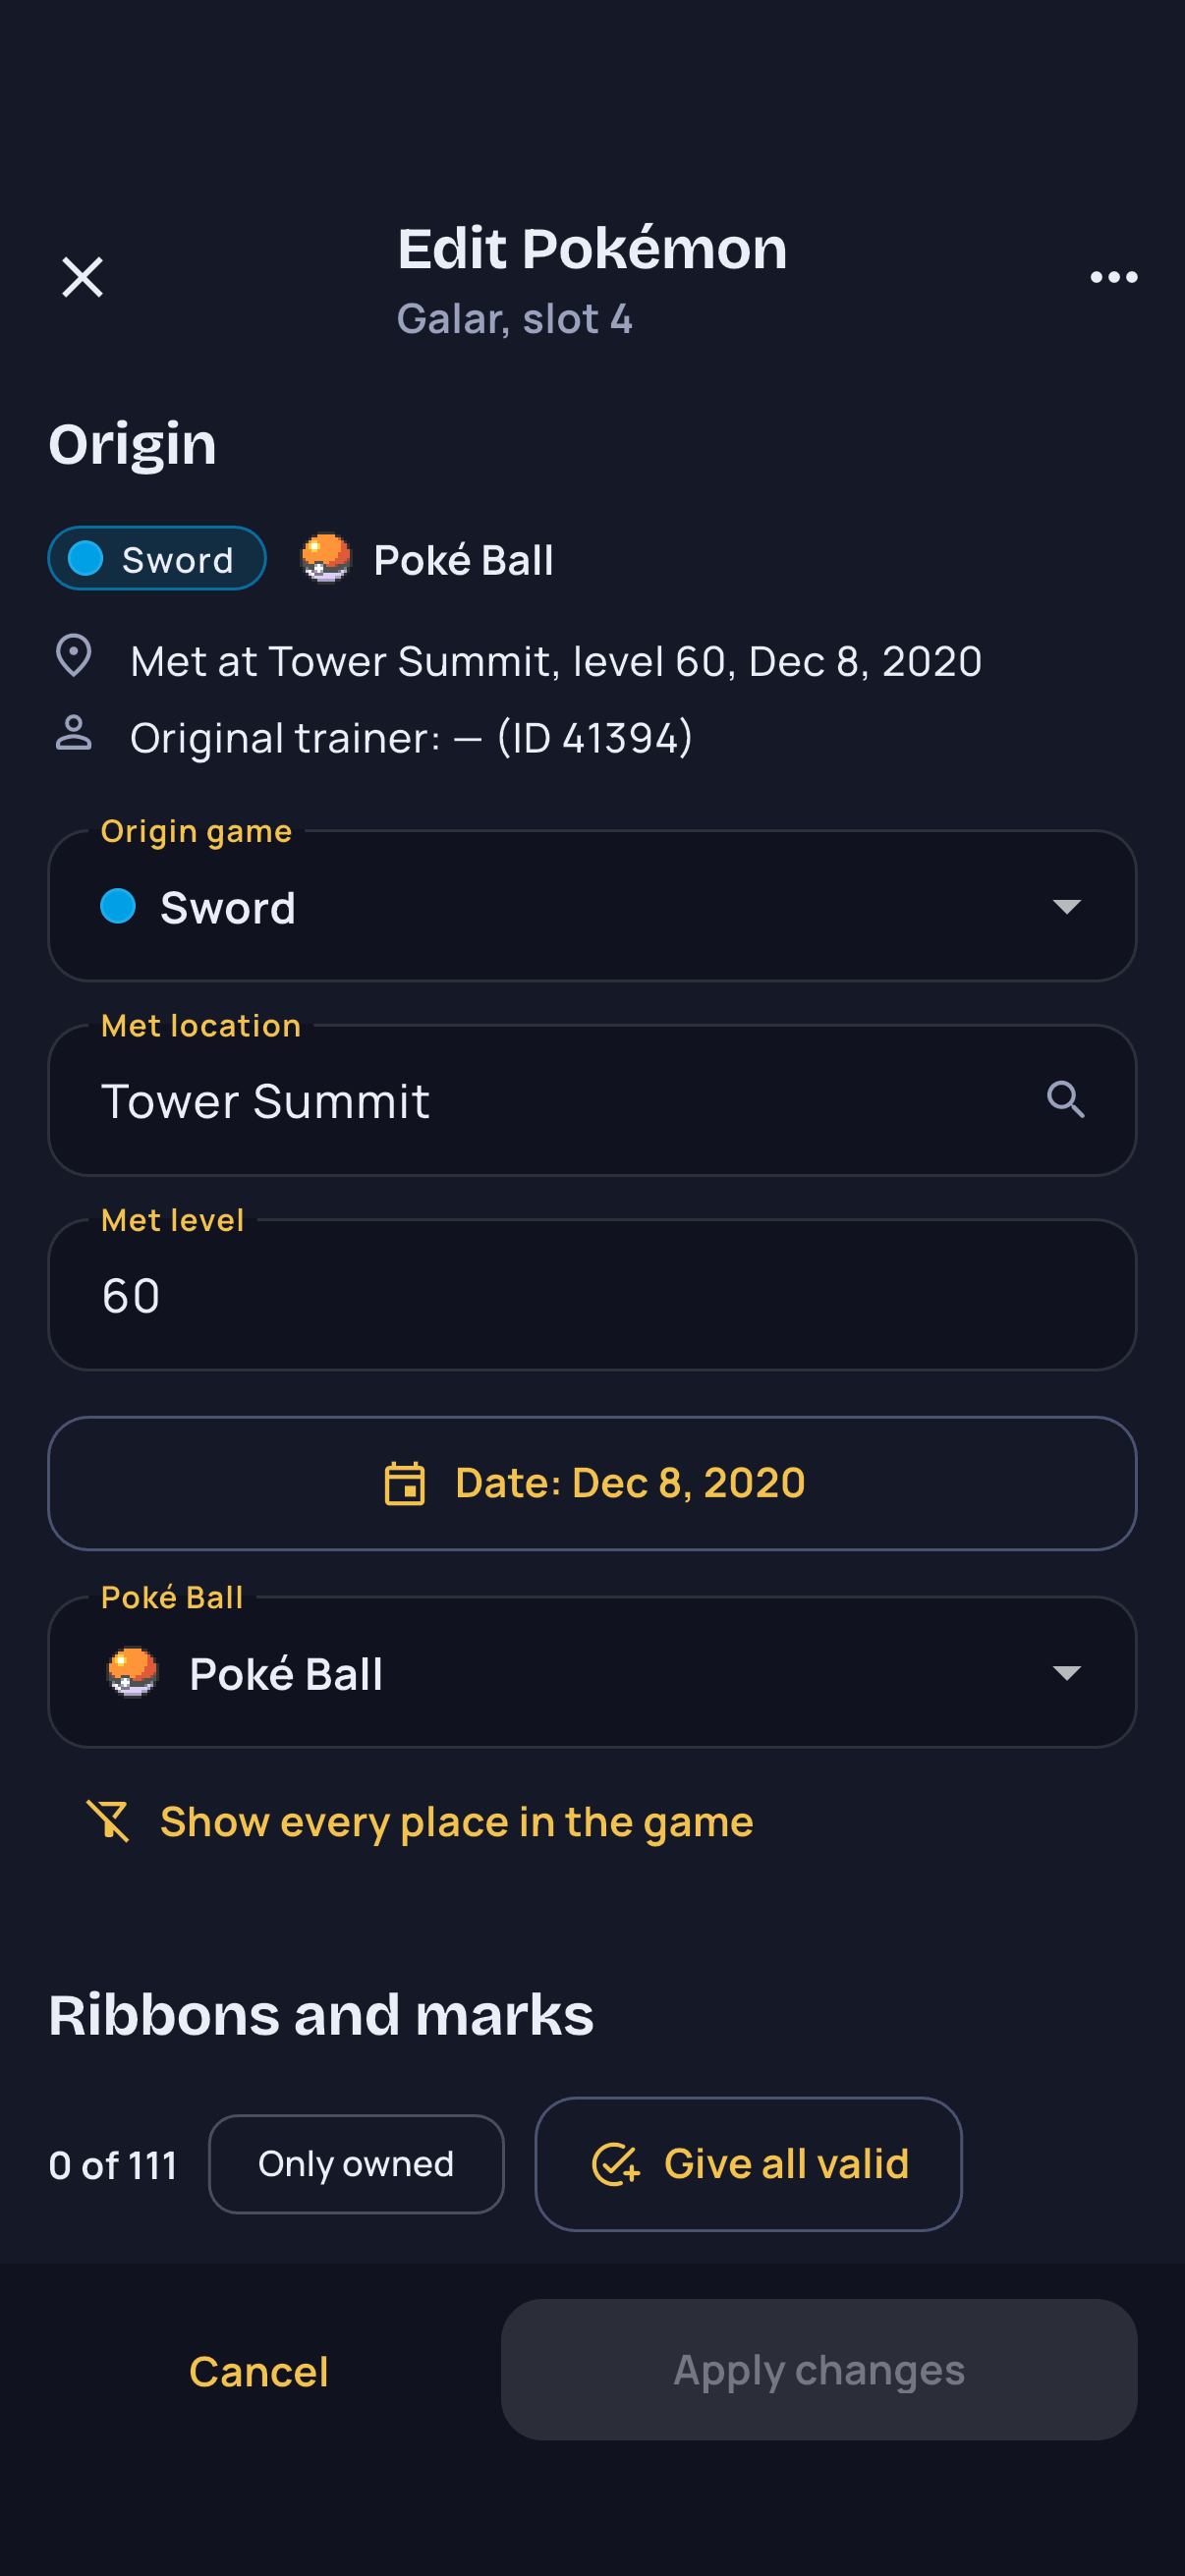 Edit Pokémon
Galar, slot 4
Origin
Sword
Poké Ball
Met at Tower Summit, level 60, Dec 8, 2020
Original trainer: — (ID 41394)
Origin game
Sword
Met location
Tower Summit
Met level
60
Date: Dec 8, 2020
Poké Ball
Poké Ball
Show every place in the game
Ribbons and marks
0 of 111
Only owned
Give all valid
Cancel
Apply changes